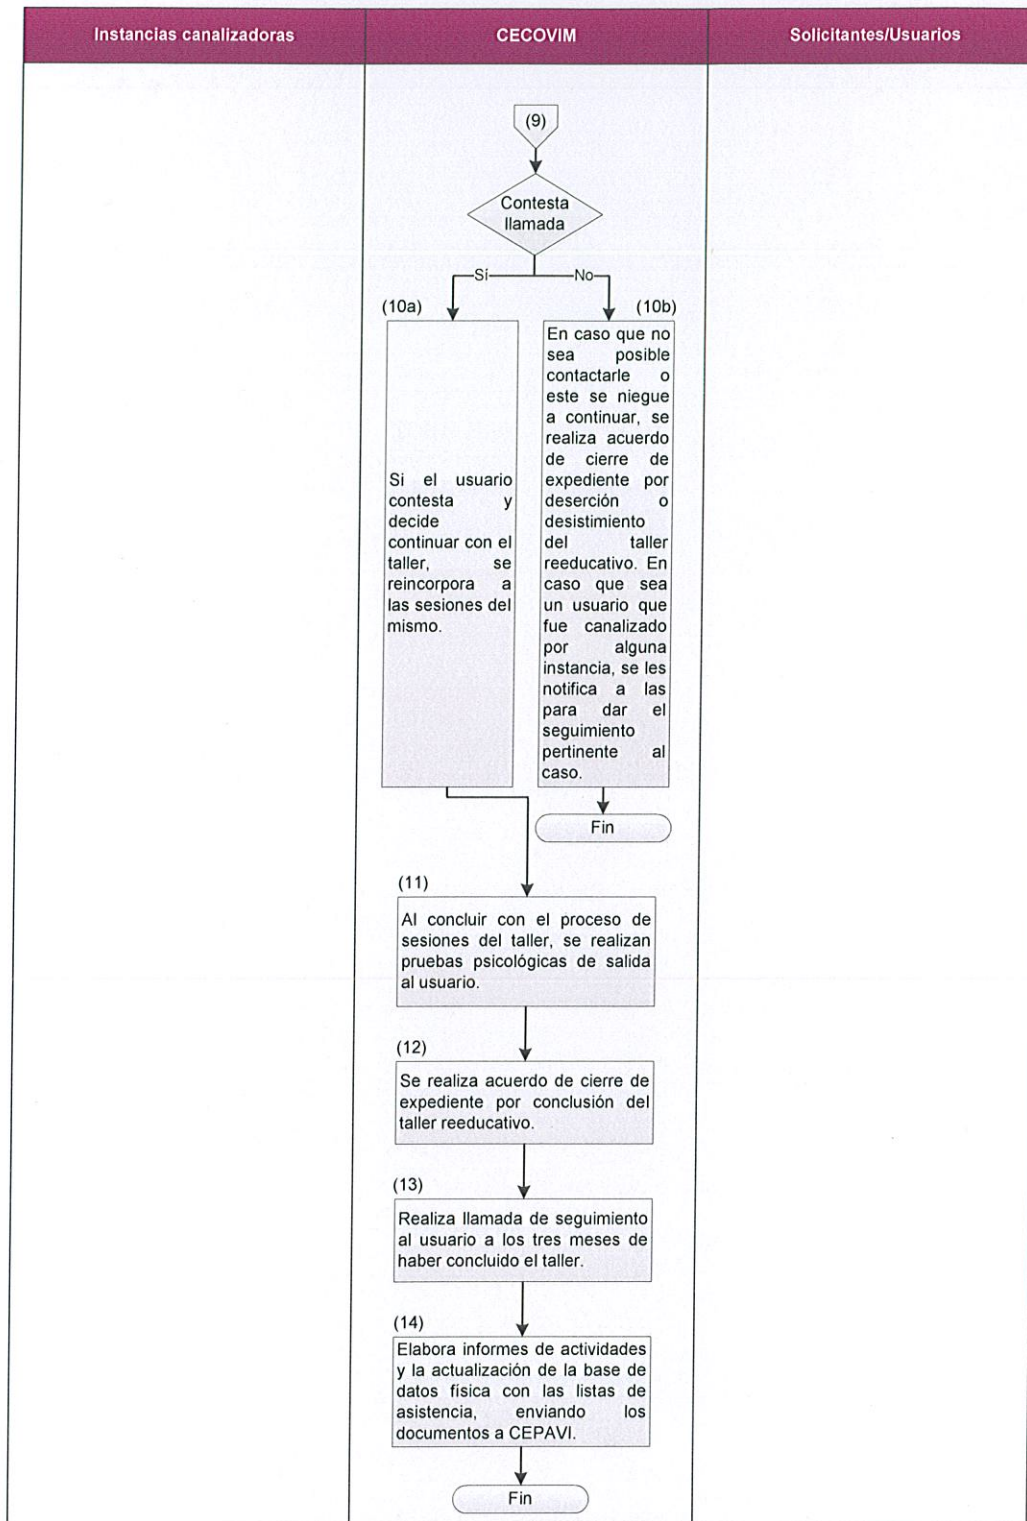 Instancias canalizadoras
CECOVIM
Solicitantes/Usuarios
(9)
Contesta
llamada
Sí
No
(10a)
Si el usuario
contesta y
decide
continuar con el
taller, se
reincorpora a
las sesiones del
mismo.
(10b)
En caso que no
sea posible
contactarle o
este se niegue
a continuar, se
realiza acuerdo
de cierre de
expediente por
deserción o
desistimiento
del taller
reeducativo. En
caso que sea
un usuario que
fue canalizado
por alguna
instancia, se les
notifica a las
para dar el
seguimiento
pertinente al
caso.
Fin
(11)
Al concluir con el proceso de
sesiones del taller, se realizan
pruebas psicológicas de salida
al usuario.
(12)
Se realiza acuerdo de cierre de
expediente por conclusión del
taller reeducativo.
(13)
Realiza llamada de seguimiento
al usuario a los tres meses de
haber concluido el taller.
(14)
Elabora informes de actividades
y la actualización de la base de
datos física con las listas de
asistencia, enviando los
documentos a CEPAVI.
Fin